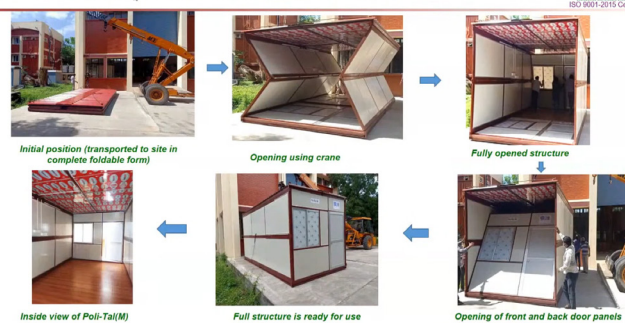 ISO 9001-2015 Co
Initial position (transported to site in
complete foldable form)
Opening using crane
Fully opened structure
Inside view of Poli-Tal(M)
Full structure is ready for use
Opening of front and back door panels